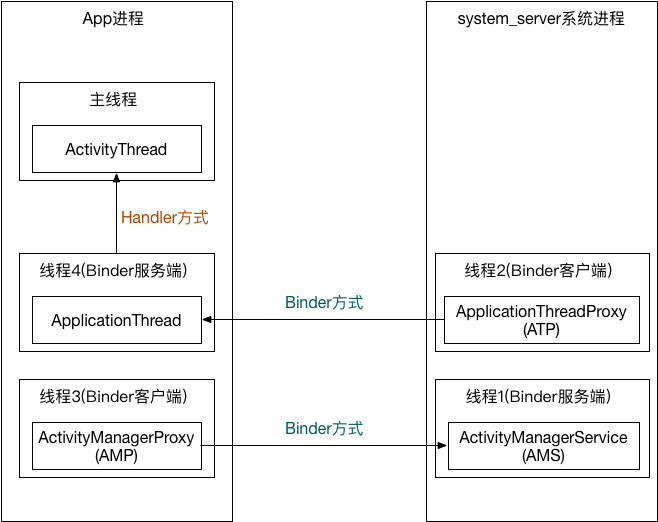 App进程
system_server系统进程
主线程
ActivityThread
Handler方式
线程4(Binder服务端)
ApplicationThread
Binder方式
线程2(Binder客户端)
ApplicationThreadProxy
(ATP)
线程3(Binder客户端)
ActivityManagerProxy
(AMP)
Binder方式
线程1(Binder服务端)
ActivityManagerService
(AMS)